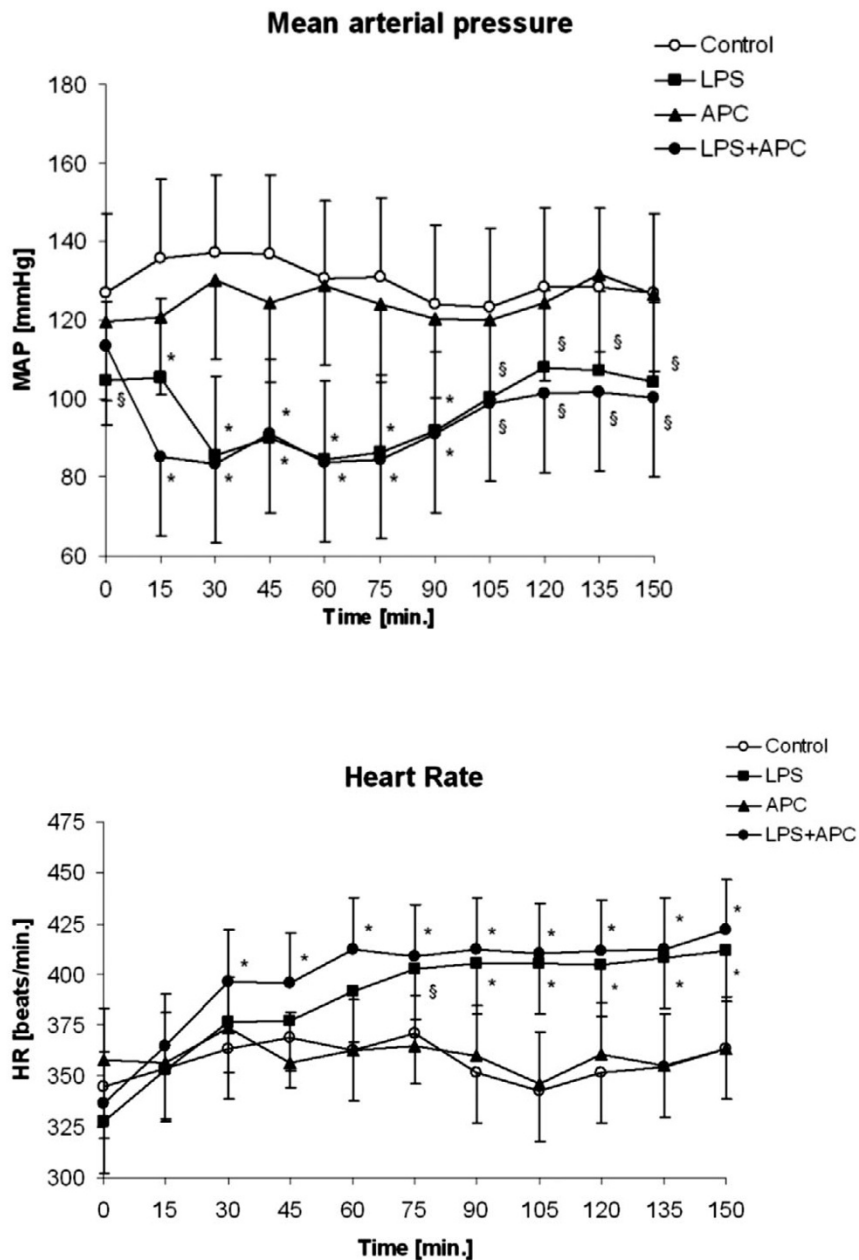 Mean arterial pressure
Control
LPS
APC
LPS+APC
MAP [mmHg]
180
160
140
120
100
80
60
* * * * * * § § § §
§
* * * * * * § § § §
0 15 30 45 60 75 90 105 120 135 150
Time [min.]
Heart Rate
Control
LPS
APC
LPS+APC
HR [beats/min.]
475
450
425
400
375
350
325
300
* * * * * * * * *
§ * * * * *
0 15 30 45 60 75 90 105 120 135 150
Time [min.]